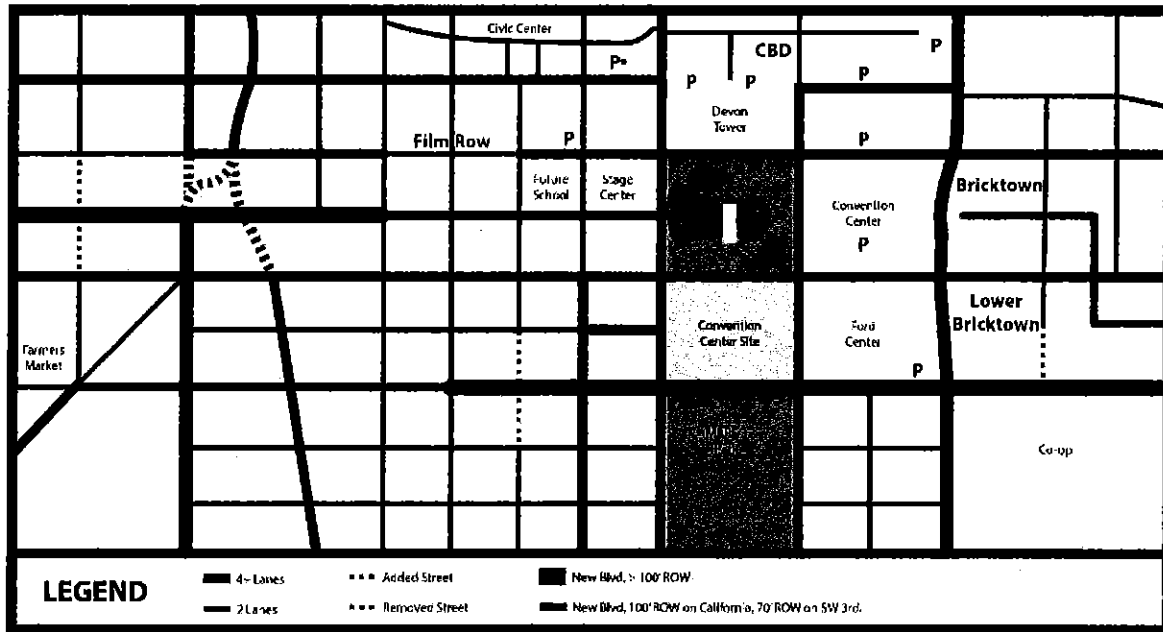 Civic Center
P
CBD
P•
P
P
P
Devon
Tower
Film Row
P
P
Future
School
Stage
Center
Bricktown
Convention
Center
P
Lower
Bricktown
Farmers
Market
Convention
Center Site
Ford
Center
P
Co-op
LEGEND
4+ Lanes
Added Street
New Blvd, > 100' ROW
2 Lanes
Removed Street
New Blvd, 100' ROW on California, 70' ROW on SW 3rd.